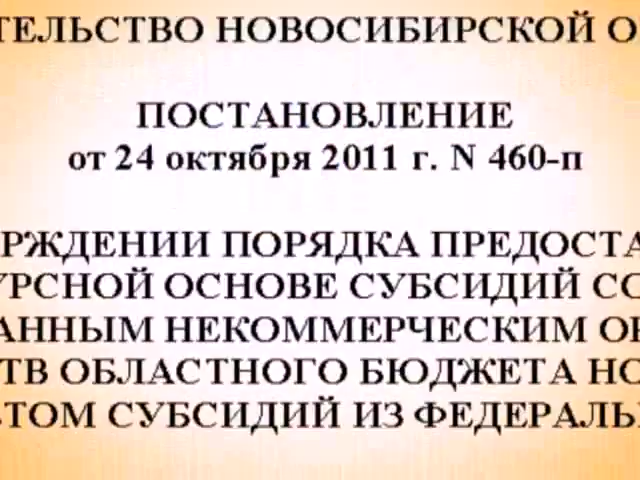 ТЕЛЬСТВО НОВОСИБИРСКОЙ О
ПОСТАНОВЛЕНИЕ
от 24 октября 2011 г. N 460-п
РЖДЕНИИ ПОРЯДКА ПРЕДОСТА
УРСНОЙ ОСНОВЕ СУБСИДИЙ СО
АННЫМ НЕКОММЕРЧЕСКИМ ОР
ТВ ОБЛАСТНОГО БЮДЖЕТА НО
ЕТОМ СУБСИДИЙ ИЗ ФЕДЕРАЛЬ